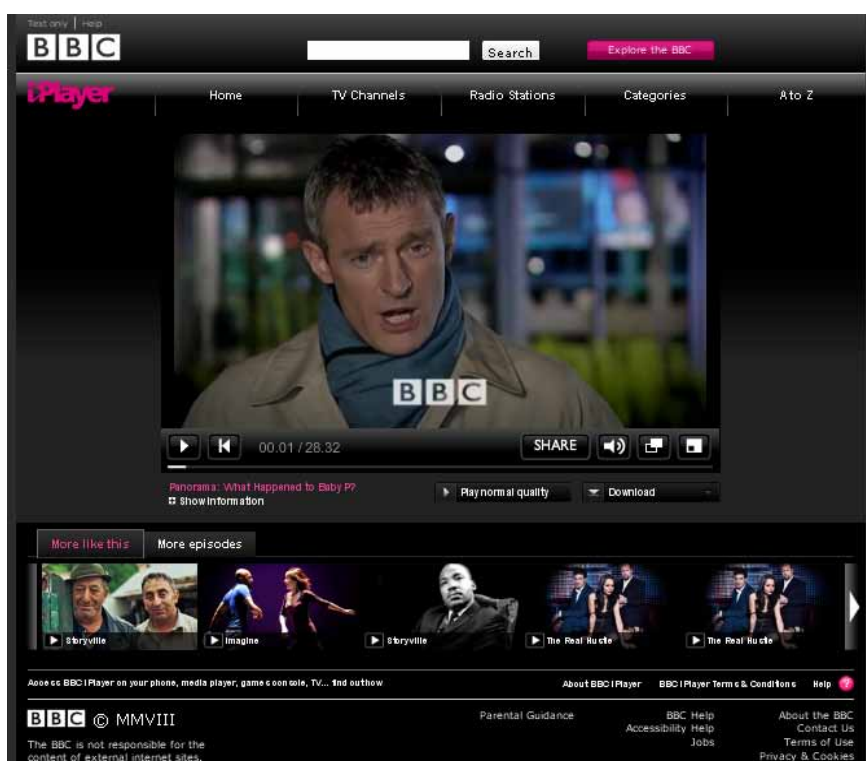 Text only | Help
BBC
Search
Explore the BBC
iPlayer
Home
TV Channels
Radio Stations
Categories
A to Z
BBC
00.01 / 28.32
SHARE
Panorama: What Happened to Baby P?
Show information
Play normal quality
Download
More like this
More episodes
Storyville
Imagine
Storyville
The Real Hustle
The Real Hustle
Access BBC iPlayer on your phone, media player, games console, TV... find out how
About BBC iPlayer
BBC iPlayer Terms & Conditions
Help ?
BBC © MMVIII
The BBC is not responsible for the
content of external internet sites.
Parental Guidance
BBC Help
Accessibility Help
Jobs
About the BBC
Contact Us
Terms of Use
Privacy & Cookies